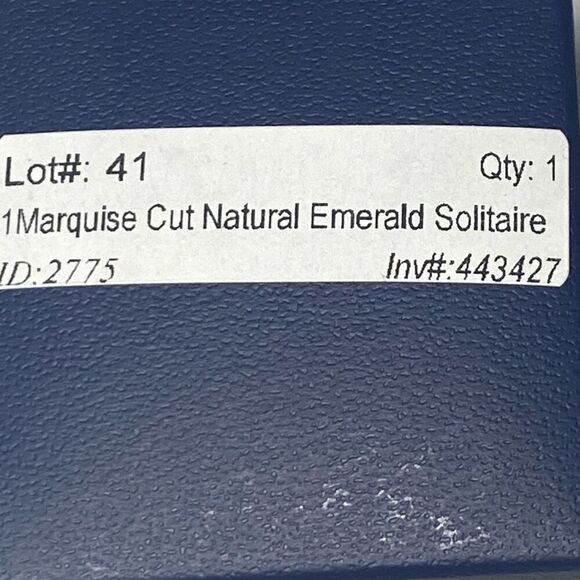 Lot#: 41 Qty: 1
1Marquise Cut Natural Emerald Solitaire
ID:2775 Inv#:443427